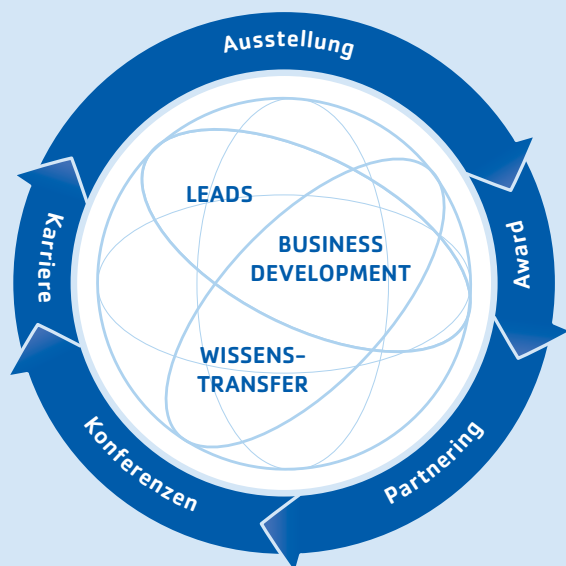 Ausstellung
LEADS
Award
Karriere
BUSINESS
DEVELOPMENT
WISSENS-
TRANSFER
Konferenzen
Partnering